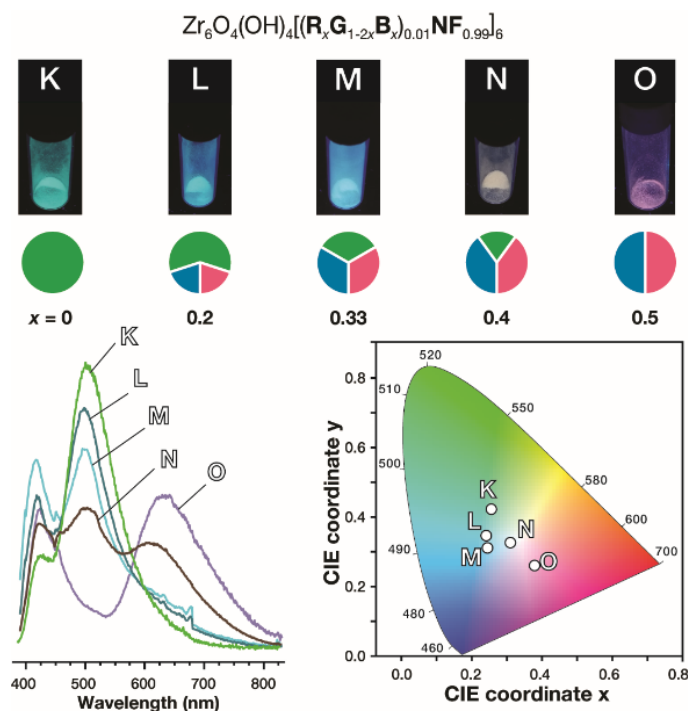 Zr₆O₄(OH)₄[(RₓG₁₋₂ₓBₓ)₀.₀₁NF₀.₉₉]₆
K L M N O
x = 0 0.2 0.33 0.4 0.5
K
L
M
N
O
400 500 600 700 800
Wavelength (nm)
CIE coordinate y
0.8
0.6
0.4
0.2
0.0
520
510
550
500
580
600
490
700
480
460
K
L
N
M
O
0.0 0.2 0.4 0.6 0.8
CIE coordinate x